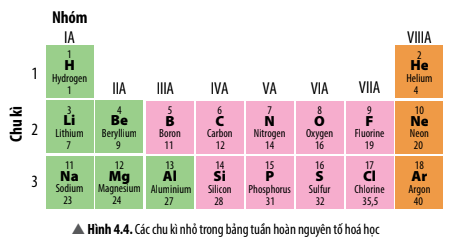 Nhóm
IA VIIIA
1 2
1 H He
Hydrogen Helium
1 IIA IIIA IVA VA VIA VIIA 4
3 4 5 6 7 8 9 10
2 Li Be B C N O F Ne
Lithium Beryllium Boron Carbon Nitrogen Oxygen Fluorine Neon
7 9 11 12 14 16 19 20
11 12 13 14 15 16 17 18
3 Na Mg Al Si P S Cl Ar
Sodium Magnesium Aluminium Silicon Phosphorus Sulfur Chlorine Argon
23 24 27 28 31 32 35,5 40
Chu kì
▲ Hình 4.4. Các chu kì nhỏ trong bảng tuần hoàn nguyên tố hoá học